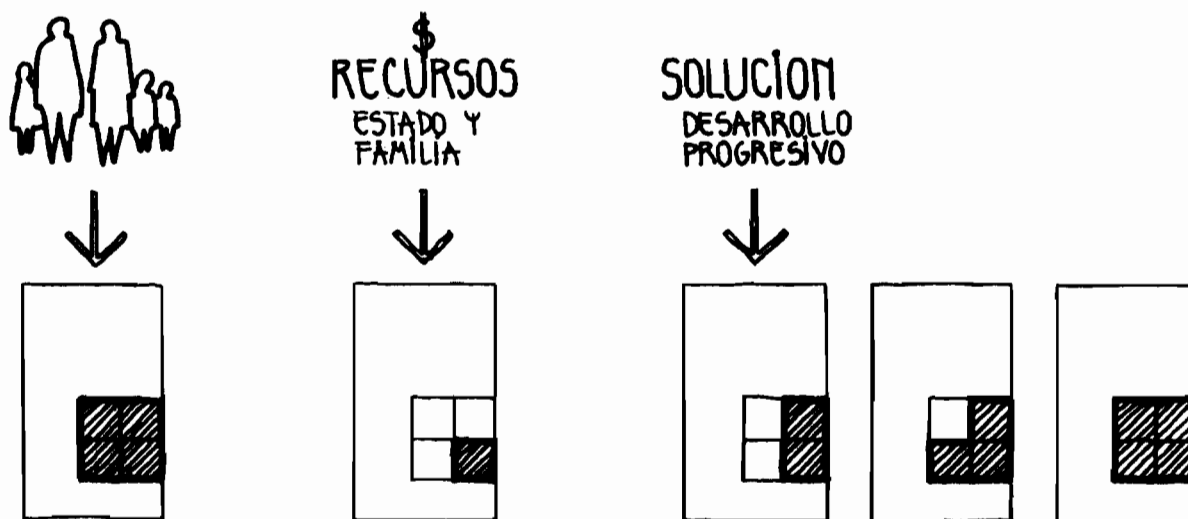 $
RECURSOS
ESTADO Y
FAMILIA
SOLUCION
DESARROLLO
PROGRESIVO